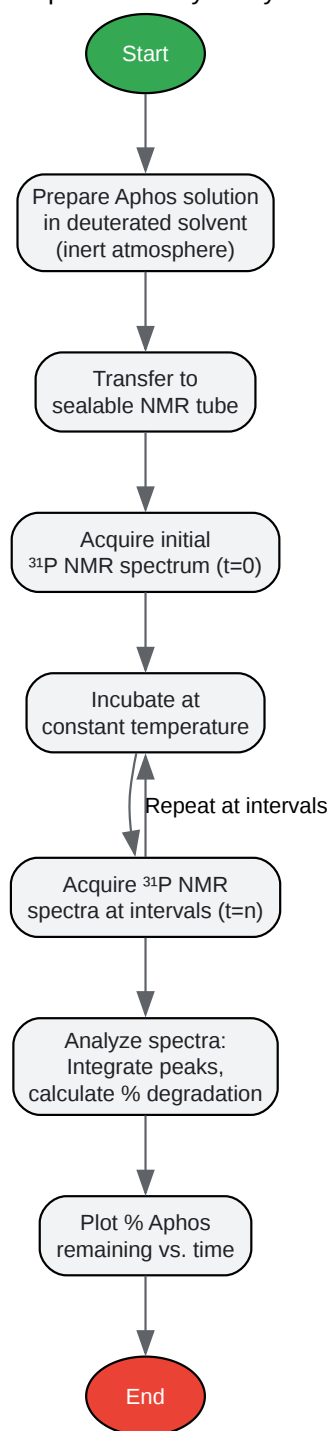 Start
Prepare Aphos solution
in deuterated solvent
(inert atmosphere)
Transfer to
sealable NMR tube
Acquire initial
³¹P NMR spectrum (t=0)
Incubate at
constant temperature
Repeat at intervals
Acquire ³¹P NMR
spectra at intervals (t=n)
Analyze spectra:
Integrate peaks,
calculate % degradation
Plot % Aphos
remaining vs. time
End